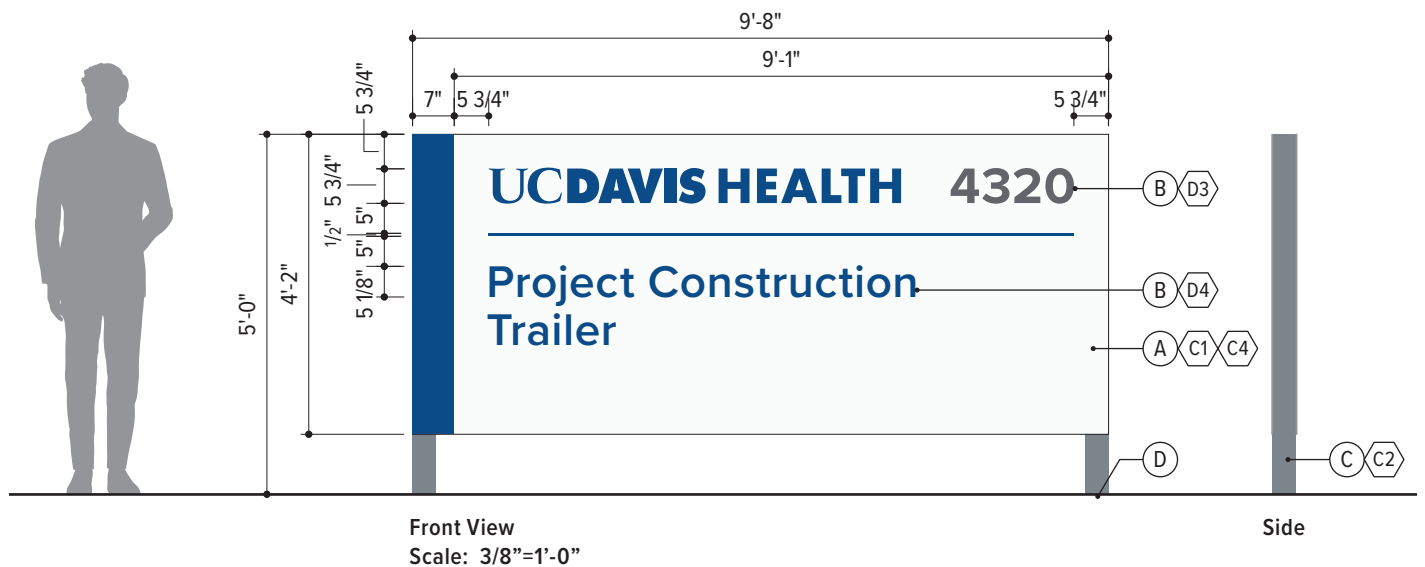 9'-8"
9'-1"
7"
5 3/4"
5 3/4"
5 3/4"
5 3/4"
5"
1/2"
5"
5 1/8"
4'-2"
5'-0"
UCDAVIS HEALTH 4320
B D3
Project Construction
Trailer
B D4
A C1 C4
D
C C2
Front View
Scale: 3/8”=1’-0”
Side